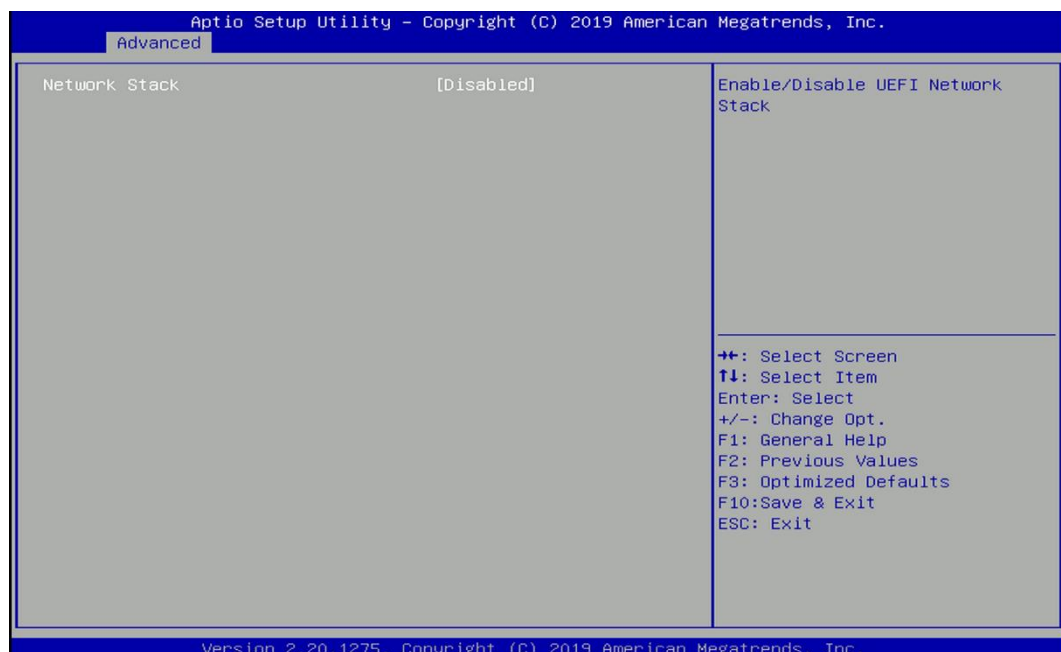 Aptio Setup Utility – Copyright (C) 2019 American Megatrends, Inc.
Advanced
Network Stack [Disabled]
Enable/Disable UEFI Network
Stack
→←: Select Screen
↑↓: Select Item
Enter: Select
+/-: Change Opt.
F1: General Help
F2: Previous Values
F3: Optimized Defaults
F10:Save & Exit
ESC: Exit
Version 2.20.1275. Copyright (C) 2019 American Megatrends, Inc.